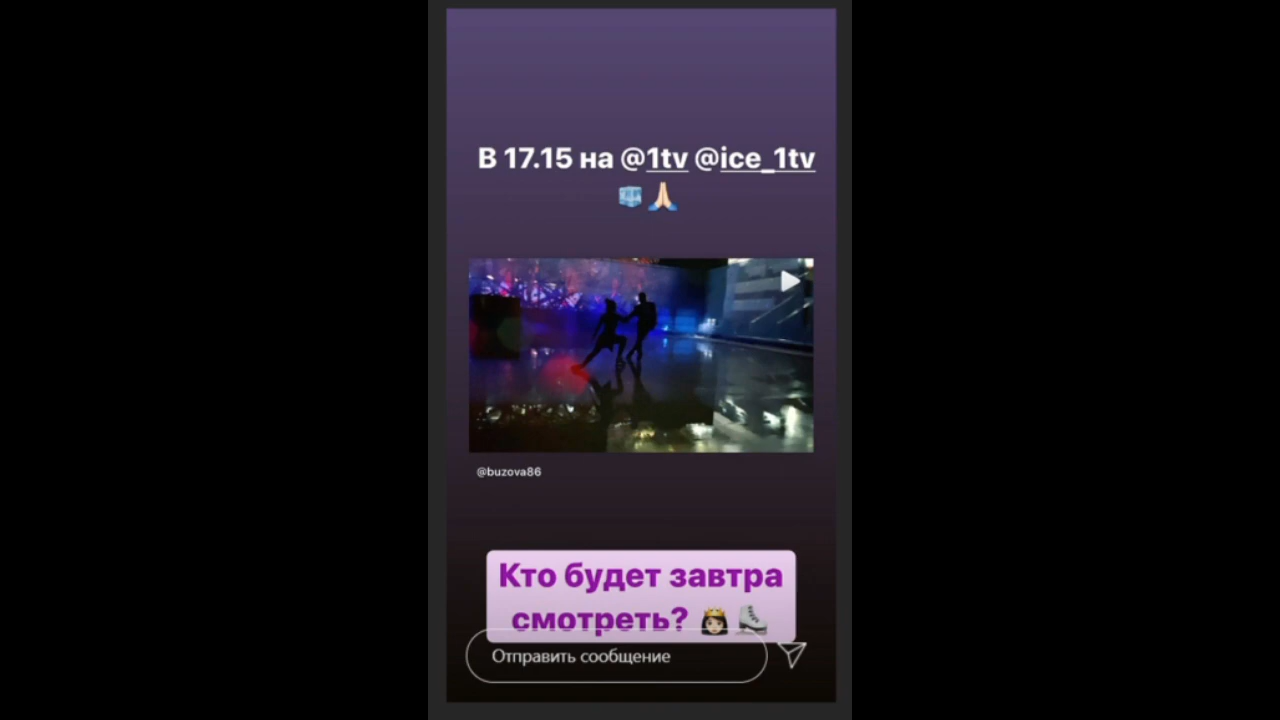 В 17.15 на @1tv @ice_1tv
🧊🙏🏻
@buzova86
Кто будет завтра
смотреть? 👸🏻⛸
Отправить сообщение